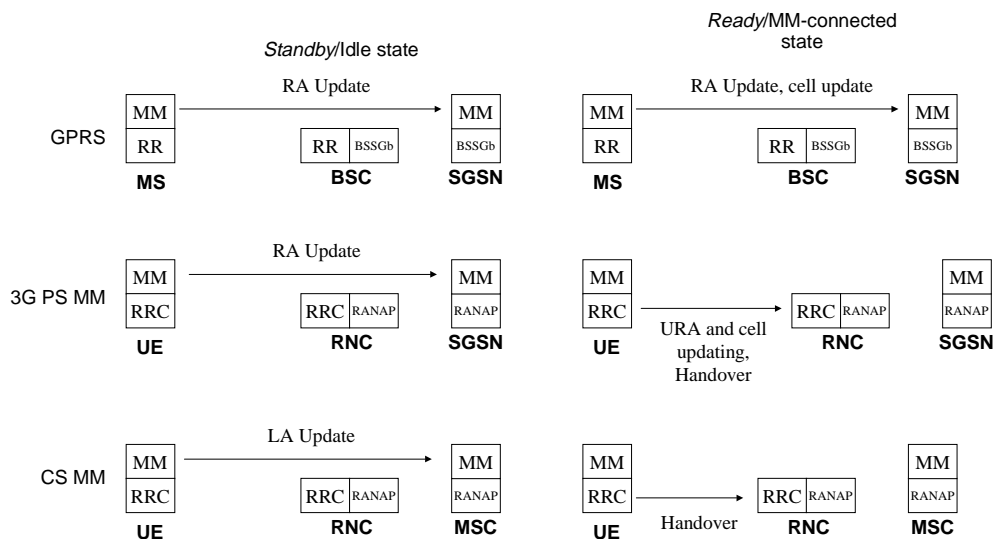 Standby/Idle state
Ready/MM-connected
state
GPRS
RA Update
MM
MM
RR
RR BSSGb
BSSGb
MS
BSC
SGSN
RA Update, cell update
MM
MM
RR
RR BSSGb
BSSGb
MS
BSC
SGSN
3G PS MM
RA Update
MM
MM
RRC
RRC RANAP
RANAP
UE
RNC
SGSN
MM
MM
RRC
RRC RANAP
RANAP
URA and cell
updating,
Handover
UE
RNC
SGSN
CS MM
LA Update
MM
MM
RRC
RRC RANAP
RANAP
UE
RNC
MSC
MM
MM
RRC
RRC RANAP
RANAP
Handover
UE
RNC
MSC